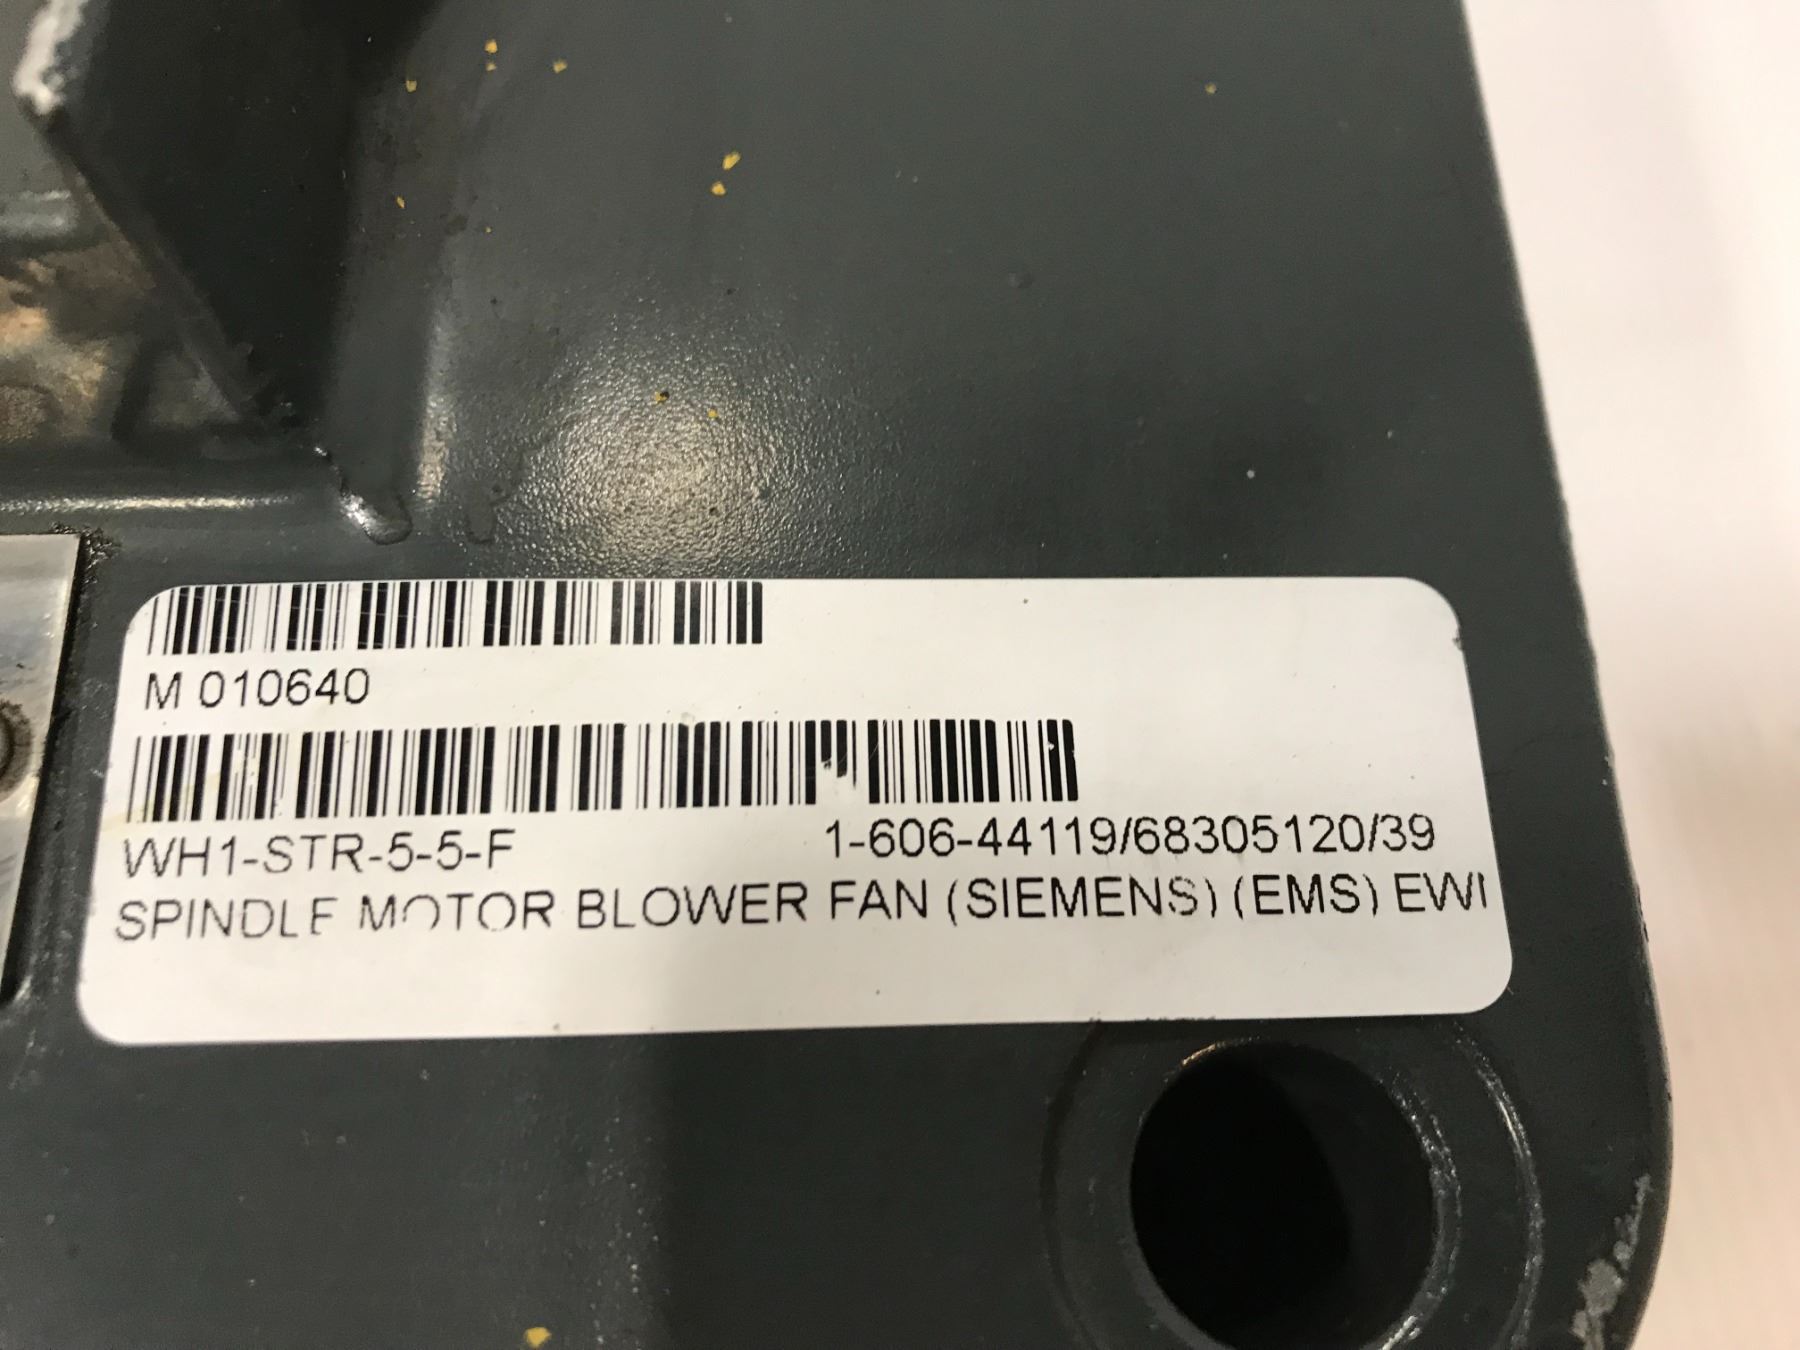 M 010640
WH1-STR-5-5-F 1-606-44119/68305120/39
SPINDLE MOTOR BLOWER FAN (SIEMENS) (EMS) EWI